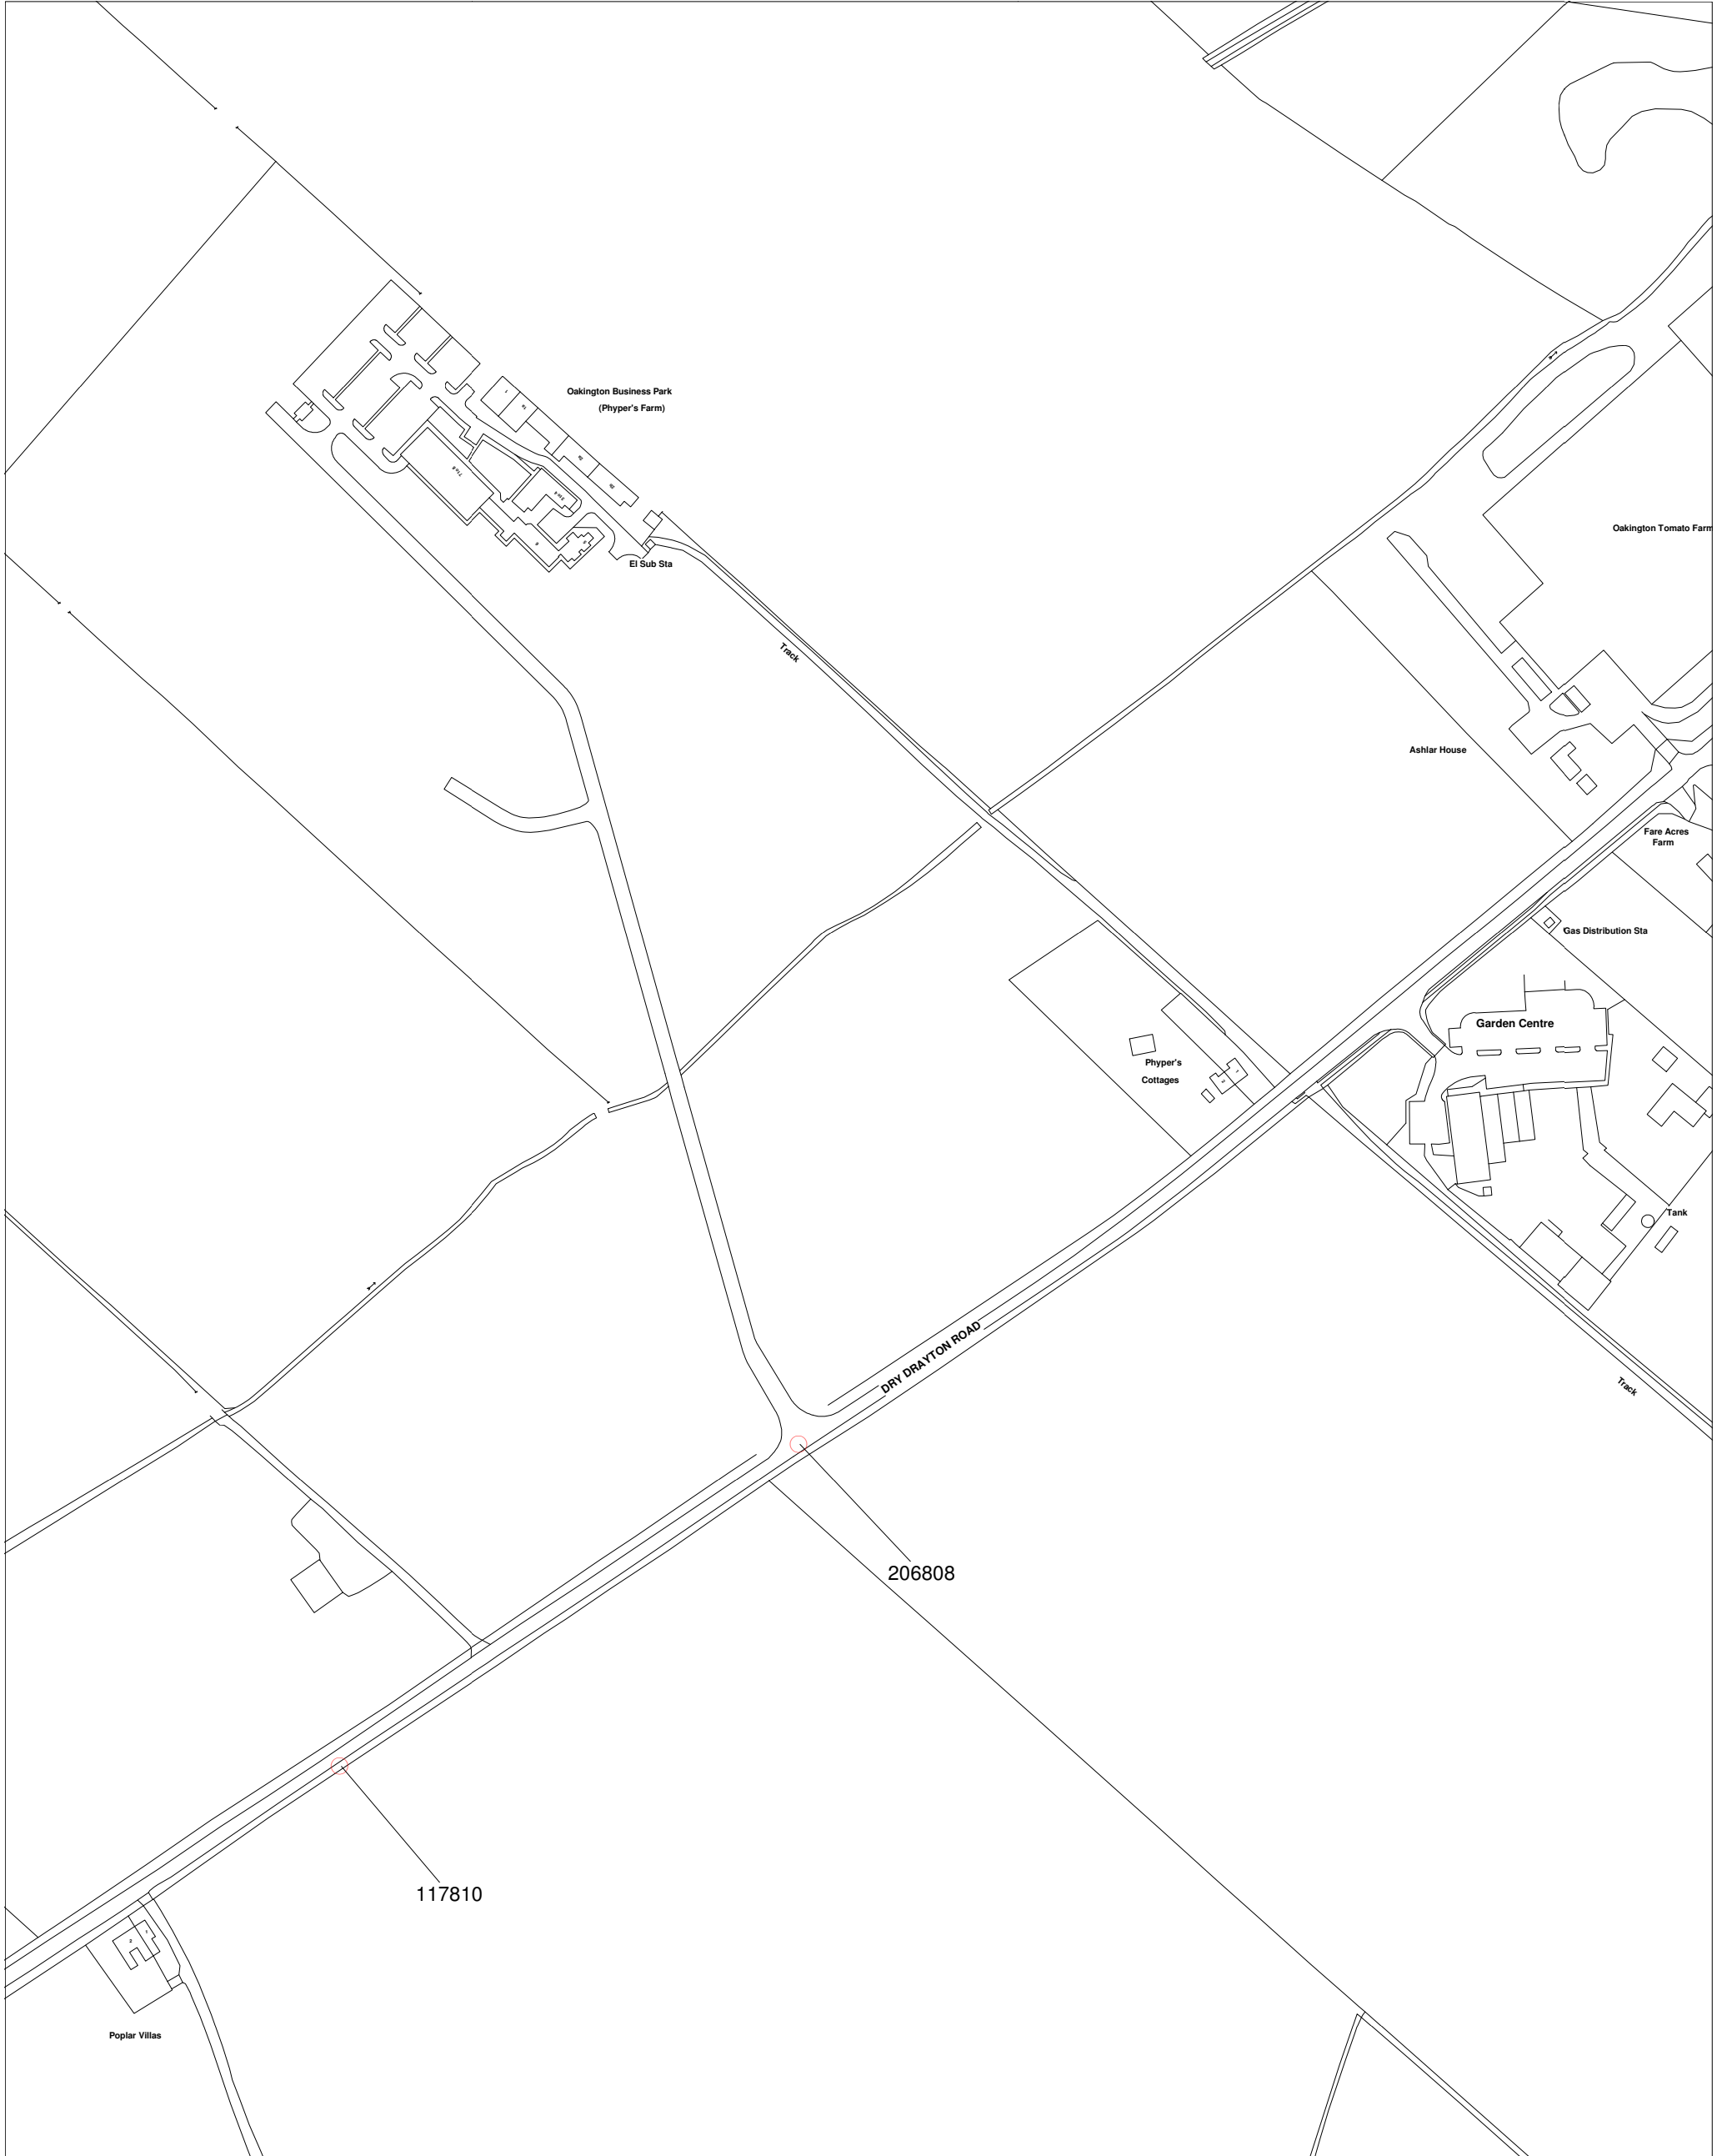 Oakington Business Park
(Phyper's Farm)
El Sub Sta
Oakington Tomato Farm
Track
Ashlar House
Fare Acres
Farm
Gas Distribution Sta
Garden Centre
Phyper's
Cottages
Tank
DRY DRAYTON ROAD
Track
206808
117810
Poplar Villas